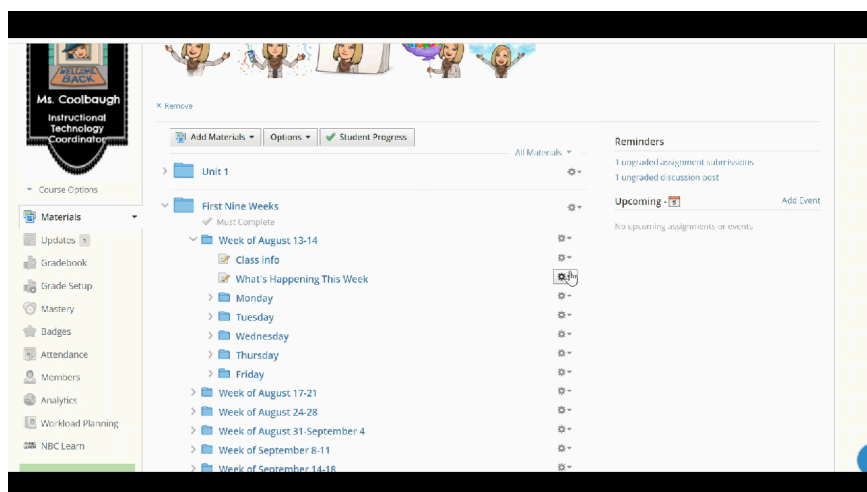 WELCOME
BACK
Ms. Coolbaugh
Instructional
Technology
Coordinator
Course Options
Materials
Updates 1
Gradebook
Grade Setup
Mastery
Badges
Attendance
Members
Analytics
Workload Planning
NBC Learn
× Remove
Add Materials
Options
Student Progress
All Materials
Unit 1
First Nine Weeks
Must Complete
Week of August 13-14
Class info
What's Happening This Week
Monday
Tuesday
Wednesday
Thursday
Friday
Week of August 17-21
Week of August 24-28
Week of August 31-September 4
Week of September 8-11
Week of September 14-18
Reminders
1 ungraded assignment submissions
1 ungraded discussion post
Upcoming · 5 Add Event
No upcoming assignments or events